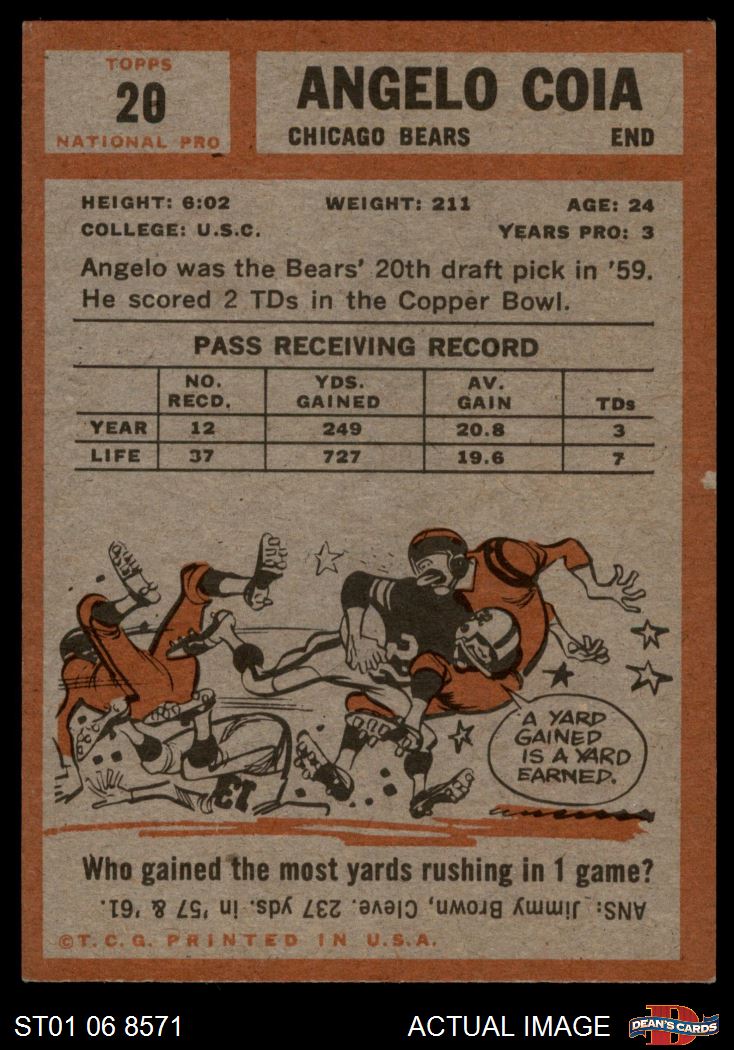 TOPPS
20
NATIONAL PRO
ANGELO COIA
CHICAGO BEARS END
HEIGHT: 6:02 WEIGHT: 211 AGE: 24
COLLEGE: U.S.C. YEARS PRO: 3
Angelo was the Bears' 20th draft pick in '59.
He scored 2 TDs in the Copper Bowl.
PASS RECEIVING RECORD
NO. RECD. YDS. GAINED AV. GAIN TDs
YEAR 12 249 20.8 3
LIFE 37 727 19.6 7
2
13
A YARD
GAINED
IS A YARD
EARNED.
Who gained the most yards rushing in 1 game?
ANS: Jimmy Brown, Cleve. 237 yds. in '57 & '61.
©T.C.G. PRINTED IN U.S.A.
ST01 06 8571 ACTUAL IMAGE
DEAN'S CARDS